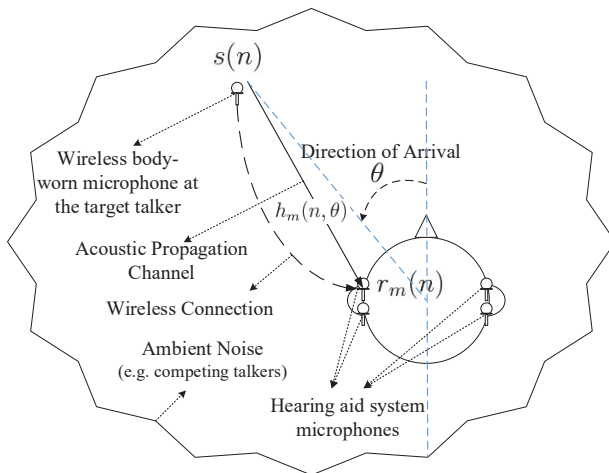 s(n)
Direction of Arrival
θ
Wireless body-
worn microphone at
the target talker
h_m(n, θ)
Acoustic Propagation
Channel
r_m(n)
Wireless Connection
Ambient Noise
(e.g. competing talkers)
Hearing aid system
microphones